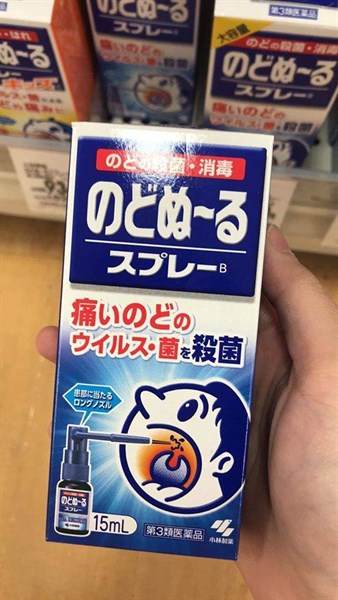 第3類医薬品
のどの殺菌・消毒
大容量
のどぬ〜る
スプレー
痛いのどの
ウイルス・菌を殺菌
のどの殺菌・消毒
のどぬ〜る
スプレーB
痛いのどの
ウイルス・菌を殺菌
患部に当たる
ロングノズル
のどぬ〜る
スプレー
15mL
第3類医薬品
小林製薬